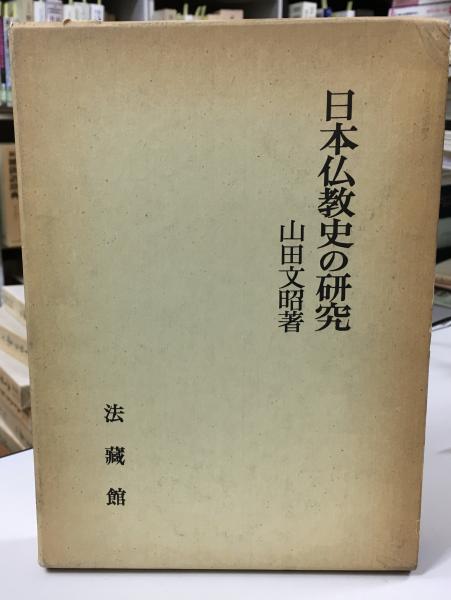 日本仏教史の研究
山田文昭著
法藏館